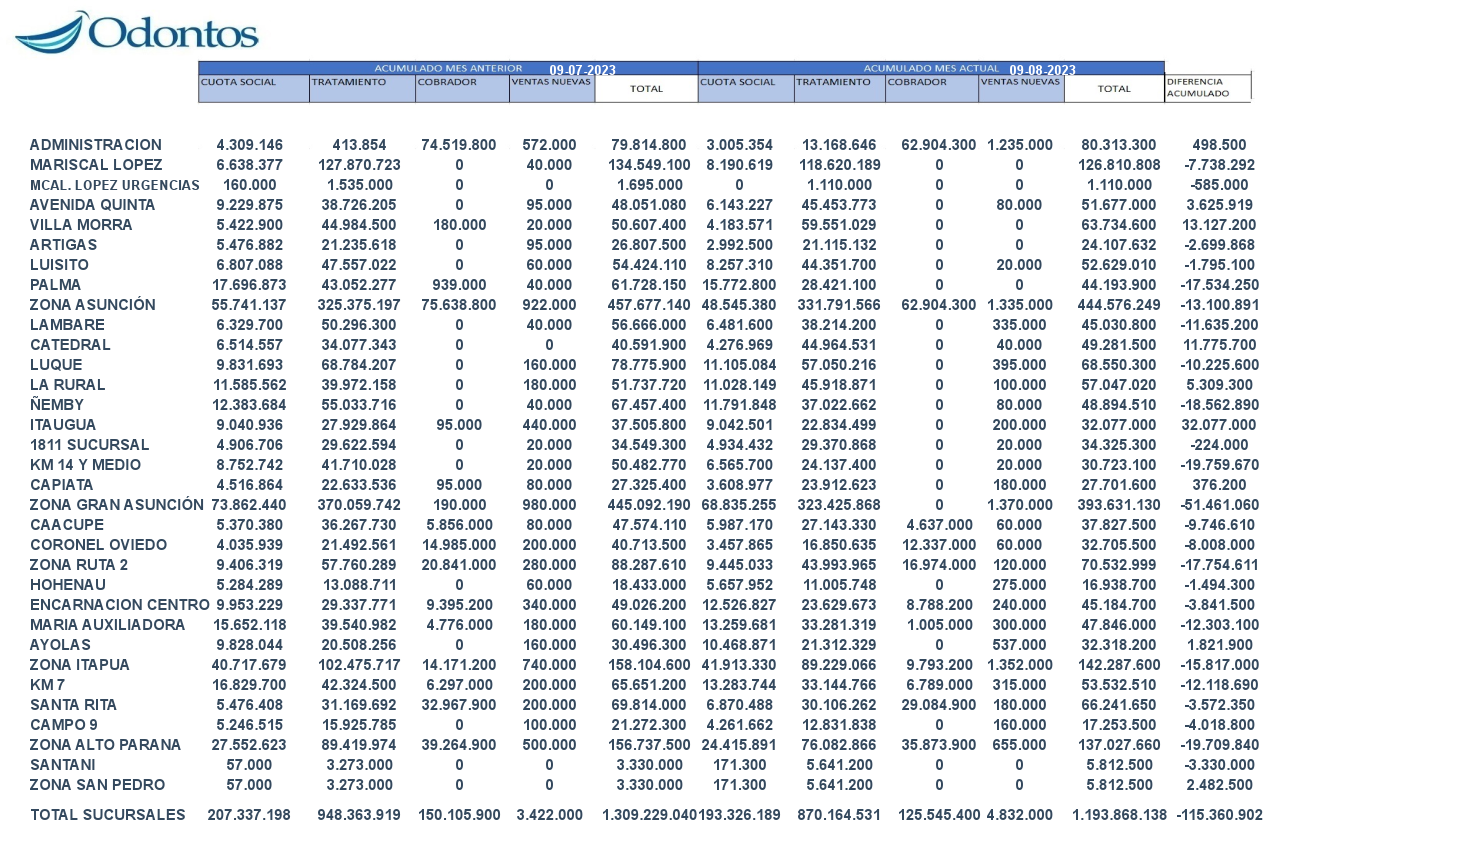 Odontos
ACUMULADO MES ANTERIOR 09-07-2023 ACUMULADO MES ACTUAL 09-08-2023
CUOTA SOCIAL TRATAMIENTO COBRADOR VENTAS NUEVAS TOTAL CUOTA SOCIAL TRATAMIENTO COBRADOR VENTAS NUEVAS TOTAL DIFERENCIA ACUMULADO
ADMINISTRACION 4.309.146 413.854 74.519.800 572.000 79.814.800 3.005.354 13.168.646 62.904.300 1.235.000 80.313.300 498.500
MARISCAL LOPEZ 6.638.377 127.870.723 0 40.000 134.549.100 8.190.619 118.620.189 0 0 126.810.808 -7.738.292
MCAL. LOPEZ URGENCIAS 160.000 1.535.000 0 0 1.695.000 0 1.110.000 0 0 1.110.000 -585.000
AVENIDA QUINTA 9.229.875 38.726.205 0 95.000 48.051.080 6.143.227 45.453.773 0 80.000 51.677.000 3.625.919
VILLA MORRA 5.422.900 44.984.500 180.000 20.000 50.607.400 4.183.571 59.551.029 0 0 63.734.600 13.127.200
ARTIGAS 5.476.882 21.235.618 0 95.000 26.807.500 2.992.500 21.115.132 0 0 24.107.632 -2.699.868
LUISITO 6.807.088 47.557.022 0 60.000 54.424.110 8.257.310 44.351.700 0 20.000 52.629.010 -1.795.100
PALMA 17.696.873 43.052.277 939.000 40.000 61.728.150 15.772.800 28.421.100 0 0 44.193.900 -17.534.250
ZONA ASUNCIÓN 55.741.137 325.375.197 75.638.800 922.000 457.677.140 48.545.380 331.791.566 62.904.300 1.335.000 444.576.249 -13.100.891
LAMBARE 6.329.700 50.296.300 0 40.000 56.666.000 6.481.600 38.214.200 0 335.000 45.030.800 -11.635.200
CATEDRAL 6.514.557 34.077.343 0 0 40.591.900 4.276.969 44.964.531 0 40.000 49.281.500 11.775.700
LUQUE 9.831.693 68.784.207 0 160.000 78.775.900 11.105.084 57.050.216 0 395.000 68.550.300 -10.225.600
LA RURAL 11.585.562 39.972.158 0 180.000 51.737.720 11.028.149 45.918.871 0 100.000 57.047.020 5.309.300
ÑEMBY 12.383.684 55.033.716 0 40.000 67.457.400 11.791.848 37.022.662 0 80.000 48.894.510 -18.562.890
ITAUGUA 9.040.936 27.929.864 95.000 440.000 37.505.800 9.042.501 22.834.499 0 200.000 32.077.000 32.077.000
1811 SUCURSAL 4.906.706 29.622.594 0 20.000 34.549.300 4.934.432 29.370.868 0 20.000 34.325.300 -224.000
KM 14 Y MEDIO 8.752.742 41.710.028 0 20.000 50.482.770 6.565.700 24.137.400 0 20.000 30.723.100 -19.759.670
CAPIATA 4.516.864 22.633.536 95.000 80.000 27.325.400 3.608.977 23.912.623 0 180.000 27.701.600 376.200
ZONA GRAN ASUNCIÓN 73.862.440 370.059.742 190.000 980.000 445.092.190 68.835.255 323.425.868 0 1.370.000 393.631.130 -51.461.060
CAACUPE 5.370.380 36.267.730 5.856.000 80.000 47.574.110 5.987.170 27.143.330 4.637.000 60.000 37.827.500 -9.746.610
CORONEL OVIEDO 4.035.939 21.492.561 14.985.000 200.000 40.713.500 3.457.865 16.850.635 12.337.000 60.000 32.705.500 -8.008.000
ZONA RUTA 2 9.406.319 57.760.289 20.841.000 280.000 88.287.610 9.445.033 43.993.965 16.974.000 120.000 70.532.999 -17.754.611
HOHENAU 5.284.289 13.088.711 0 60.000 18.433.000 5.657.952 11.005.748 0 275.000 16.938.700 -1.494.300
ENCARNACION CENTRO 9.953.229 29.337.771 9.395.200 340.000 49.026.200 12.526.827 23.629.673 8.788.200 240.000 45.184.700 -3.841.500
MARIA AUXILIADORA 15.652.118 39.540.982 4.776.000 180.000 60.149.100 13.259.681 33.281.319 1.005.000 300.000 47.846.000 -12.303.100
AYOLAS 9.828.044 20.508.256 0 160.000 30.496.300 10.468.871 21.312.329 0 537.000 32.318.200 1.821.900
ZONA ITAPUA 40.717.679 102.475.717 14.171.200 740.000 158.104.600 41.913.330 89.229.066 9.793.200 1.352.000 142.287.600 -15.817.000
KM 7 16.829.700 42.324.500 6.297.000 200.000 65.651.200 13.283.744 33.144.766 6.789.000 315.000 53.532.510 -12.118.690
SANTA RITA 5.476.408 31.169.692 32.967.900 200.000 69.814.000 6.870.488 30.106.262 29.084.900 180.000 66.241.650 -3.572.350
CAMPO 9 5.246.515 15.925.785 0 100.000 21.272.300 4.261.662 12.831.838 0 160.000 17.253.500 -4.018.800
ZONA ALTO PARANA 27.552.623 89.419.974 39.264.900 500.000 156.737.500 24.415.891 76.082.866 35.873.900 655.000 137.027.660 -19.709.840
SANTANI 57.000 3.273.000 0 0 3.330.000 171.300 5.641.200 0 0 5.812.500 -3.330.000
ZONA SAN PEDRO 57.000 3.273.000 0 0 3.330.000 171.300 5.641.200 0 0 5.812.500 2.482.500
TOTAL SUCURSALES 207.337.198 948.363.919 150.105.900 3.422.000 1.309.229.040 193.326.189 870.164.531 125.545.400 4.832.000 1.193.868.138 -115.360.902